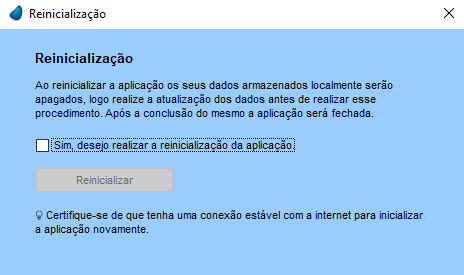 Reinicialização
Reinicialização
Ao reinicializar a aplicação os seus dados armazenados localmente serão
apagados, logo realize a atualização dos dados antes de realizar esse
procedimento. Após a conclusão do mesmo a aplicação será fechada.
Sim, desejo realizar a reinicialização da aplicação.
Reinicializar
Certifique-se de que tenha uma conexão estável com a internet para inicializar
a aplicação novamente.